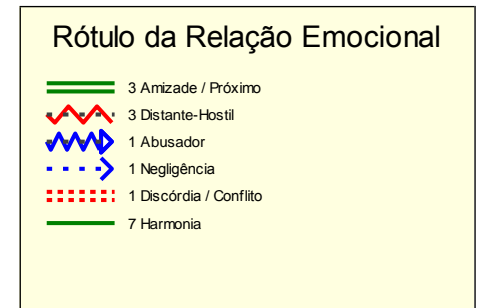 Rótulo da Relação Emocional
3 Amizade / Próximo
3 Distante-Hostil
1 Abusador
1 Negligência
1 Discórdia / Conflito
7 Harmonia